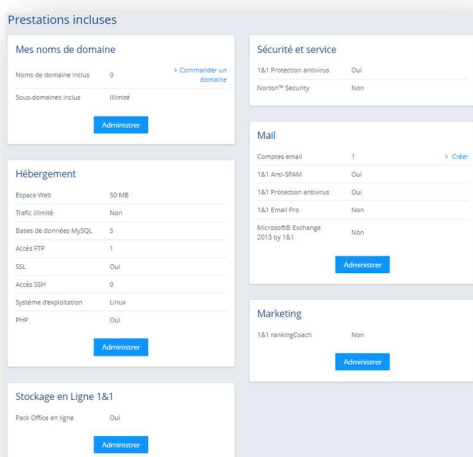 Prestations incluses
Mes noms de domaine
Noms de domaine inclus 0 > Commander un
domaine
Sous-domaines inclus Illimité
Administrer
Hébergement
Espace Web 50 MB
Trafic illimité Non
Bases de données MySQL 5
Accès FTP 1
SSL Oui
Accès SSH 0
Système d'exploitation Linux
PHP Oui
Administrer
Stockage en Ligne 1&1
Pack Office en ligne Oui
Administrer
Sécurité et service
1&1 Protection antivirus Oui
Norton™ Security Non
Mail
Comptes email 1 > Créer
1&1 Anti-SPAM Oui
1&1 Protection antivirus Oui
1&1 Email Pro Non
Microsoft® Exchange
2013 by 1&1 Non
Administrer
Marketing
1&1 rankingCoach Non
Administrer